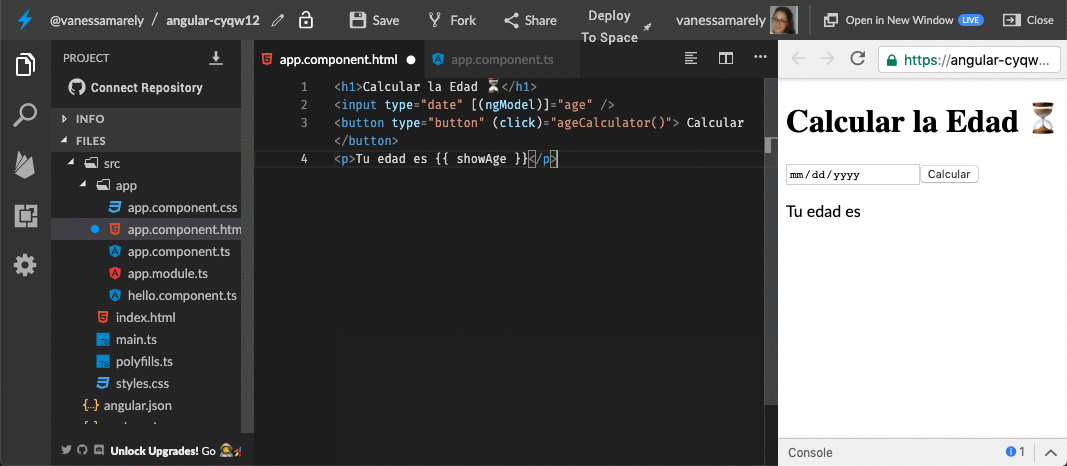 @vanessamarely / angular-cyqw12 Save Fork Share Deploy To Space vanessamarely Open in New Window LIVE Close
PROJECT
Connect Repository
INFO
FILES
src
app
app.component.css
app.component.htm
app.component.ts
app.module.ts
hello.component.ts
index.html
main.ts
polyfills.ts
styles.css
{..} angular.json
Unlock Upgrades! Go
app.component.html app.component.ts
1 <h1>Calcular la Edad ⏳</h1>
2 <input type="date" [(ngModel)]="age" />
3 <button type="button" (click)="ageCalculator()"> Calcular
</button>
4 <p>Tu edad es {{ showAge }}</p>
https://angular-cyqw...
Calcular la Edad ⏳
mm/dd/yyyy Calcular
Tu edad es
Console 1